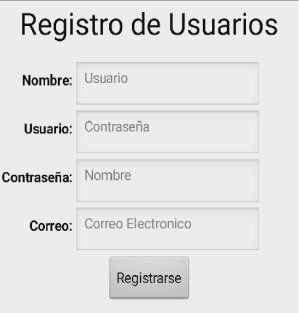 Registro de Usuarios
Nombre: Usuario
Usuario: Contraseña
Contraseña: Nombre
Correo: Correo Electronico
Registrarse